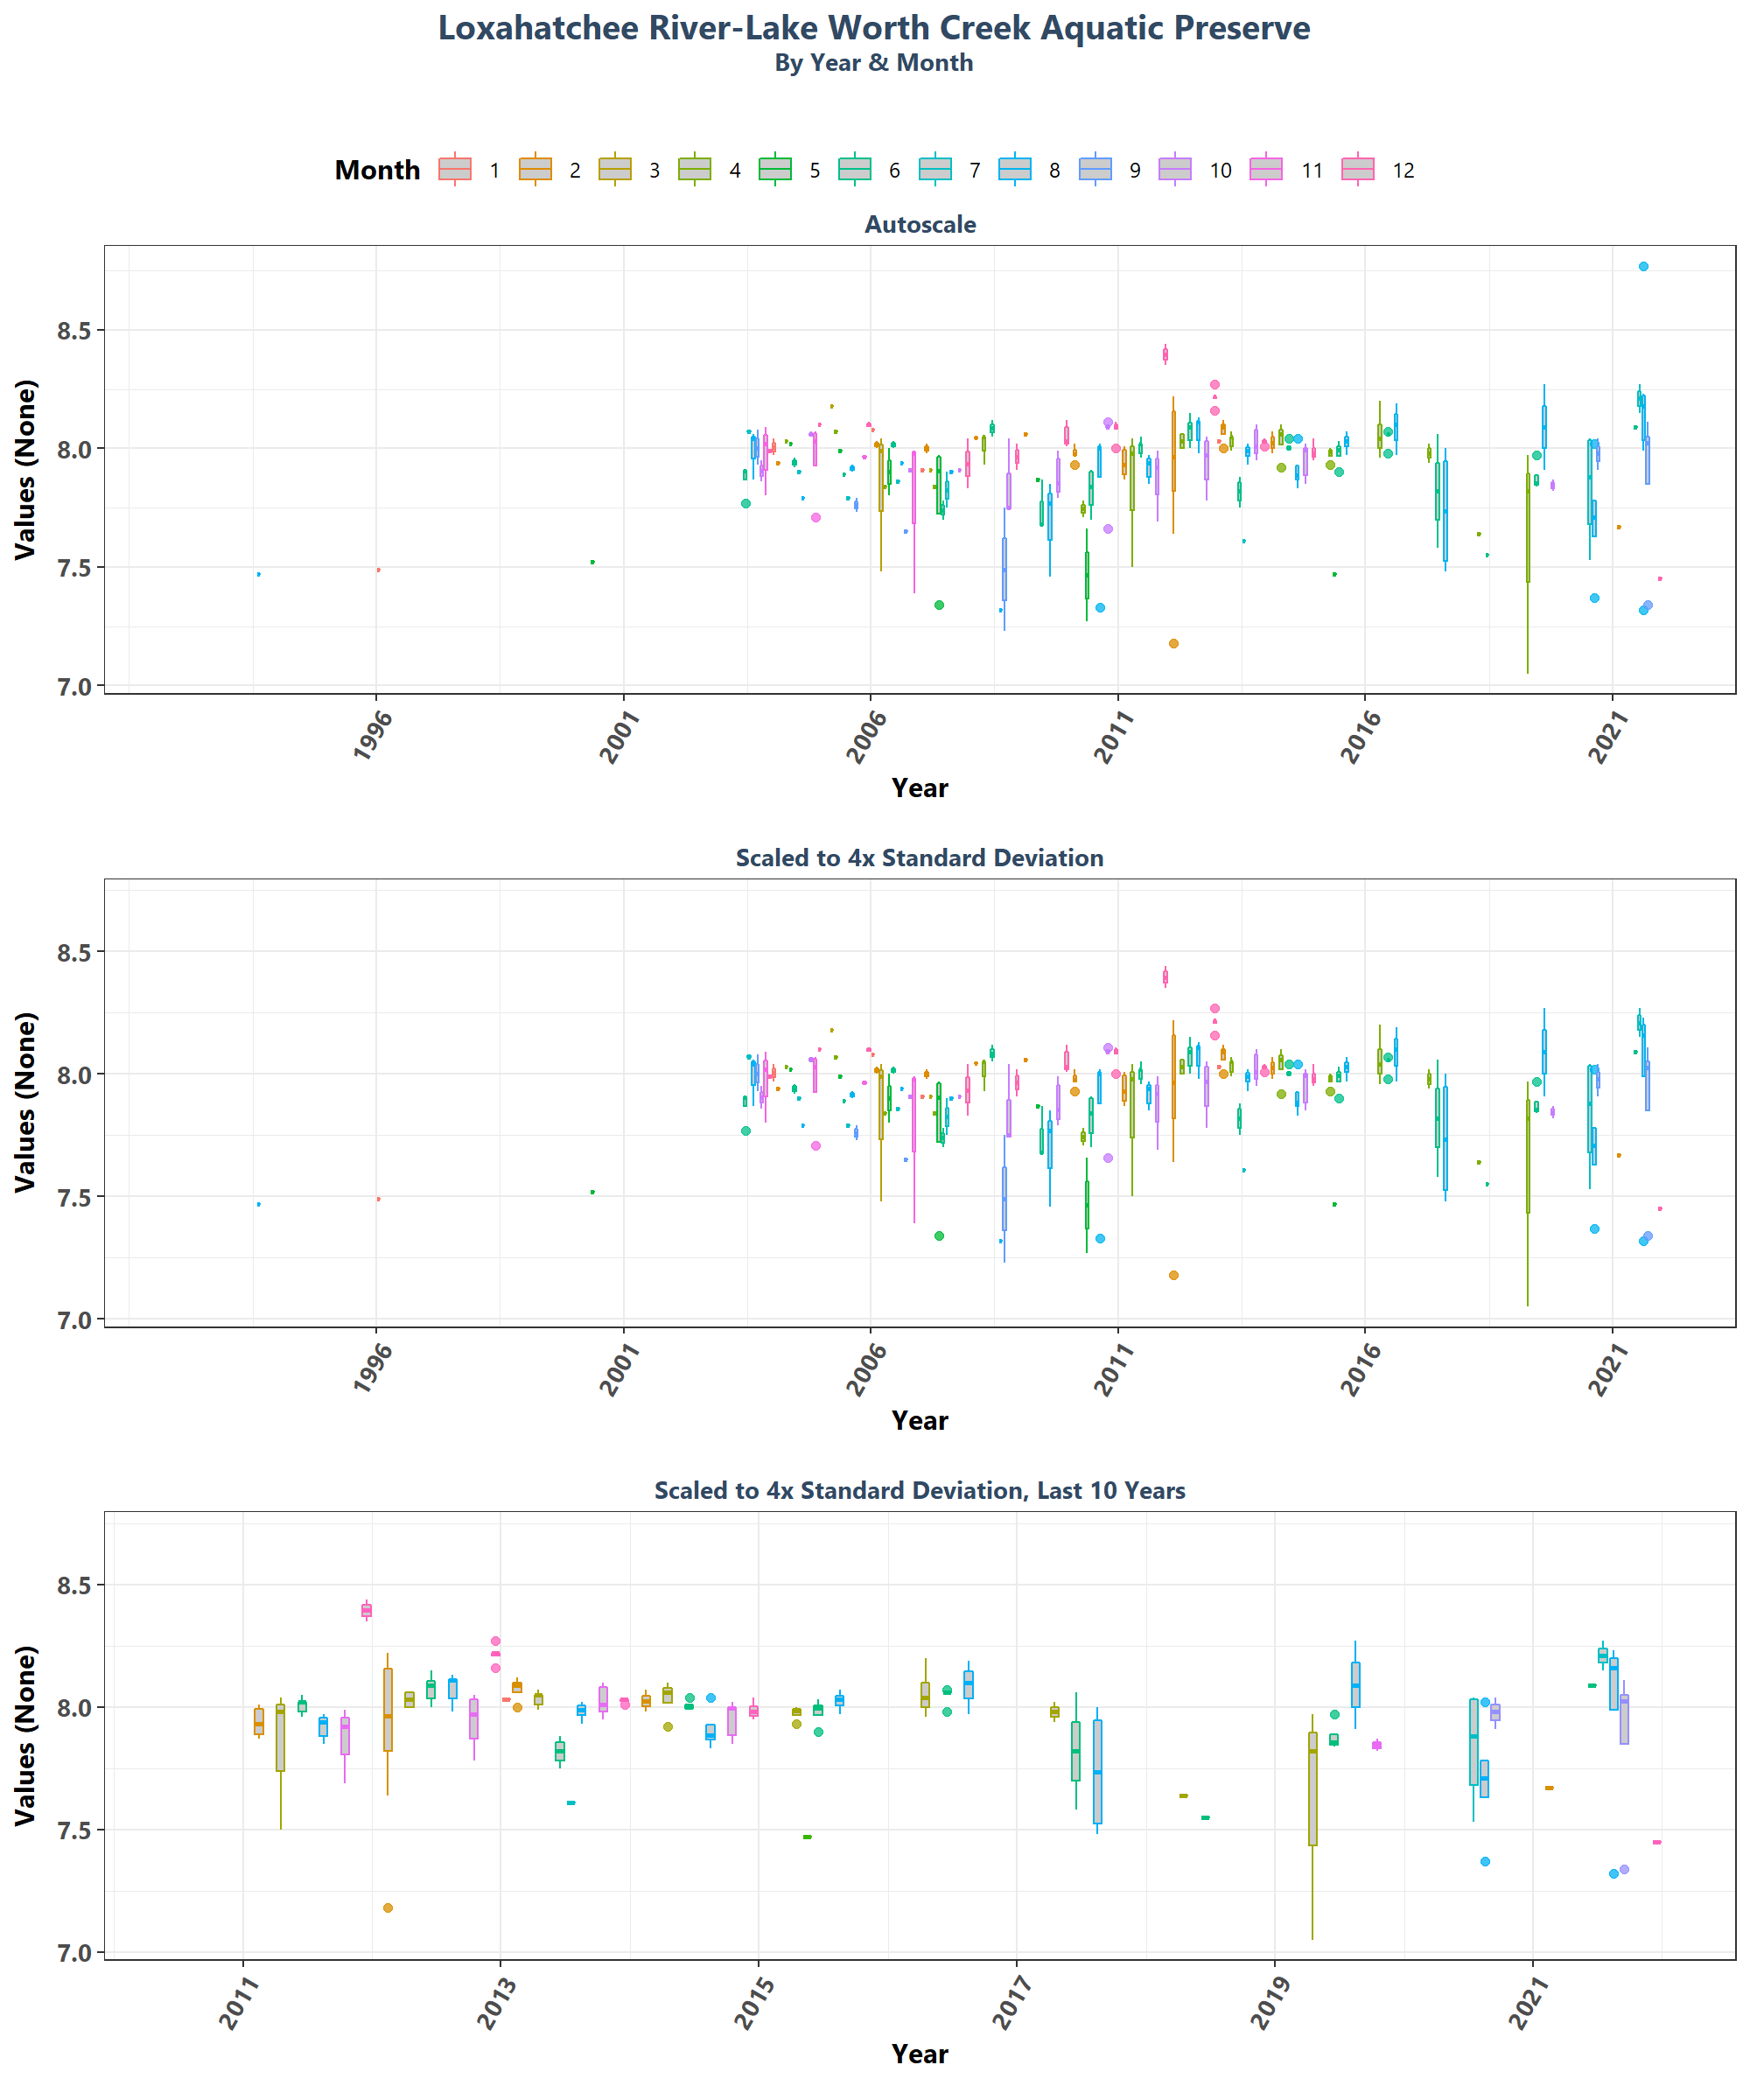 Loxahatchee River-Lake Worth Creek Aquatic Preserve
By Year & Month
Month 1 2 3 4 5 6 7 8 9 10 11 12
Autoscale
Values (None)
8.5
8.0
7.5
7.0
1996 2001 2006 2011 2016 2021
Year
Scaled to 4x Standard Deviation
Values (None)
8.5
8.0
7.5
7.0
1996 2001 2006 2011 2016 2021
Year
Scaled to 4x Standard Deviation, Last 10 Years
Values (None)
8.5
8.0
7.5
7.0
2011 2013 2015 2017 2019 2021
Year